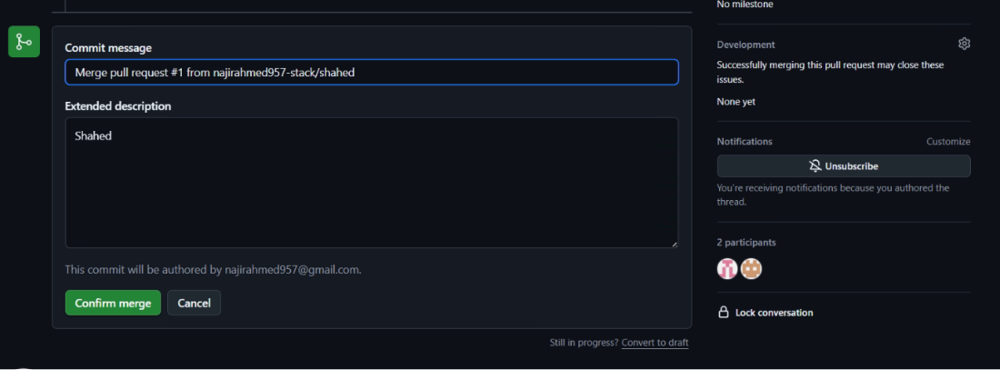 Commit message
Merge pull request #1 from najirahmed957-stack/shahed
Extended description
Shahed
This commit will be authored by najirahmed957@gmail.com.
Confirm merge
Cancel
Still in progress? Convert to draft
No milestone
Development
Successfully merging this pull request may close these
issues.
None yet
Notifications
Customize
Unsubscribe
You're receiving notifications because you authored the
thread.
2 participants
Lock conversation